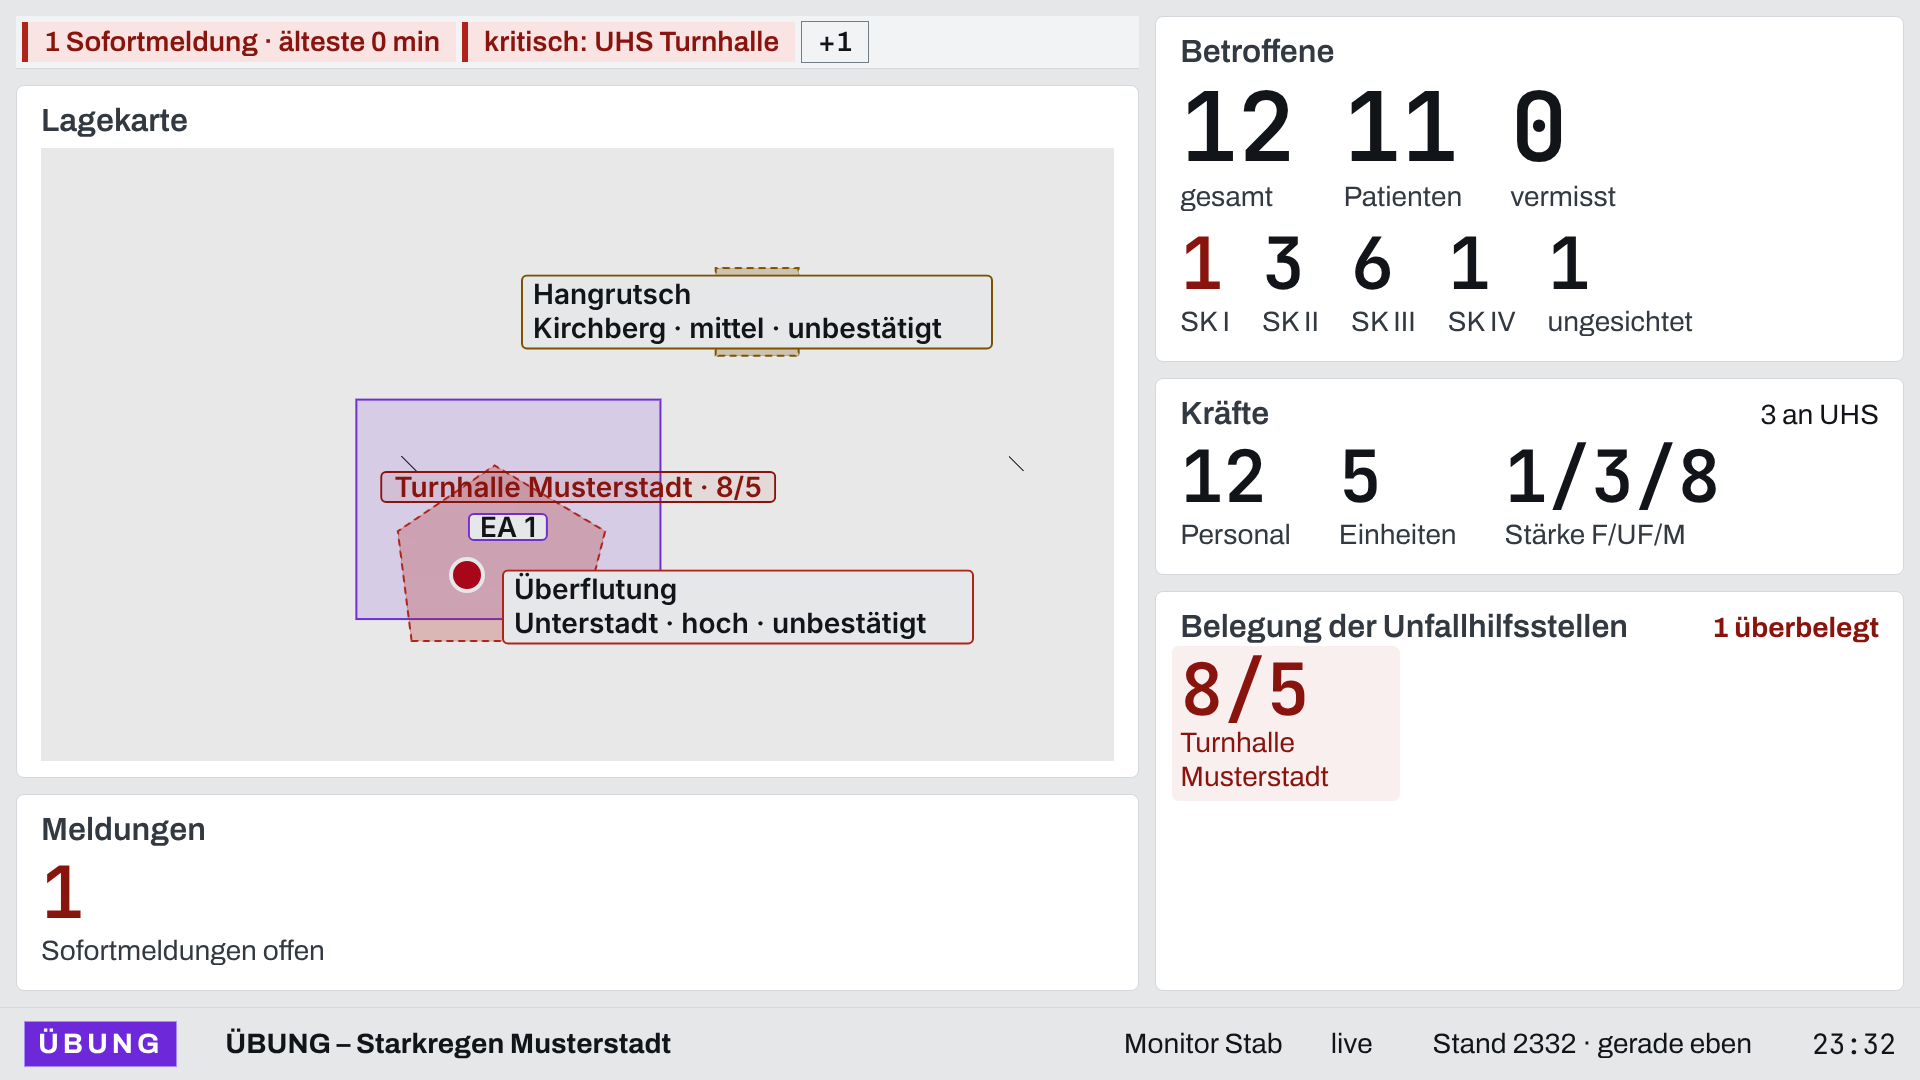 1 Sofortmeldung · älteste 0 min
kritisch: UHS Turnhalle
+1
Lagekarte
Hangrutsch
Kirchberg · mittel · unbestätigt
Turnhalle Musterstadt · 8/5
EA 1
Überflutung
Unterstadt · hoch · unbestätigt
Meldungen
1
Sofortmeldungen offen
Betroffene
12 11 0
gesamt Patienten vermisst
1 3 6 1 1
SK I SK II SK III SK IV ungesichtet
Kräfte 3 an UHS
12 5 1/3/8
Personal Einheiten Stärke F/UF/M
Belegung der Unfallhilfsstellen 1 überbelegt
8/5
Turnhalle
Musterstadt
ÜBUNG ÜBUNG – Starkregen Musterstadt Monitor Stab live Stand 2332 · gerade eben 23:32